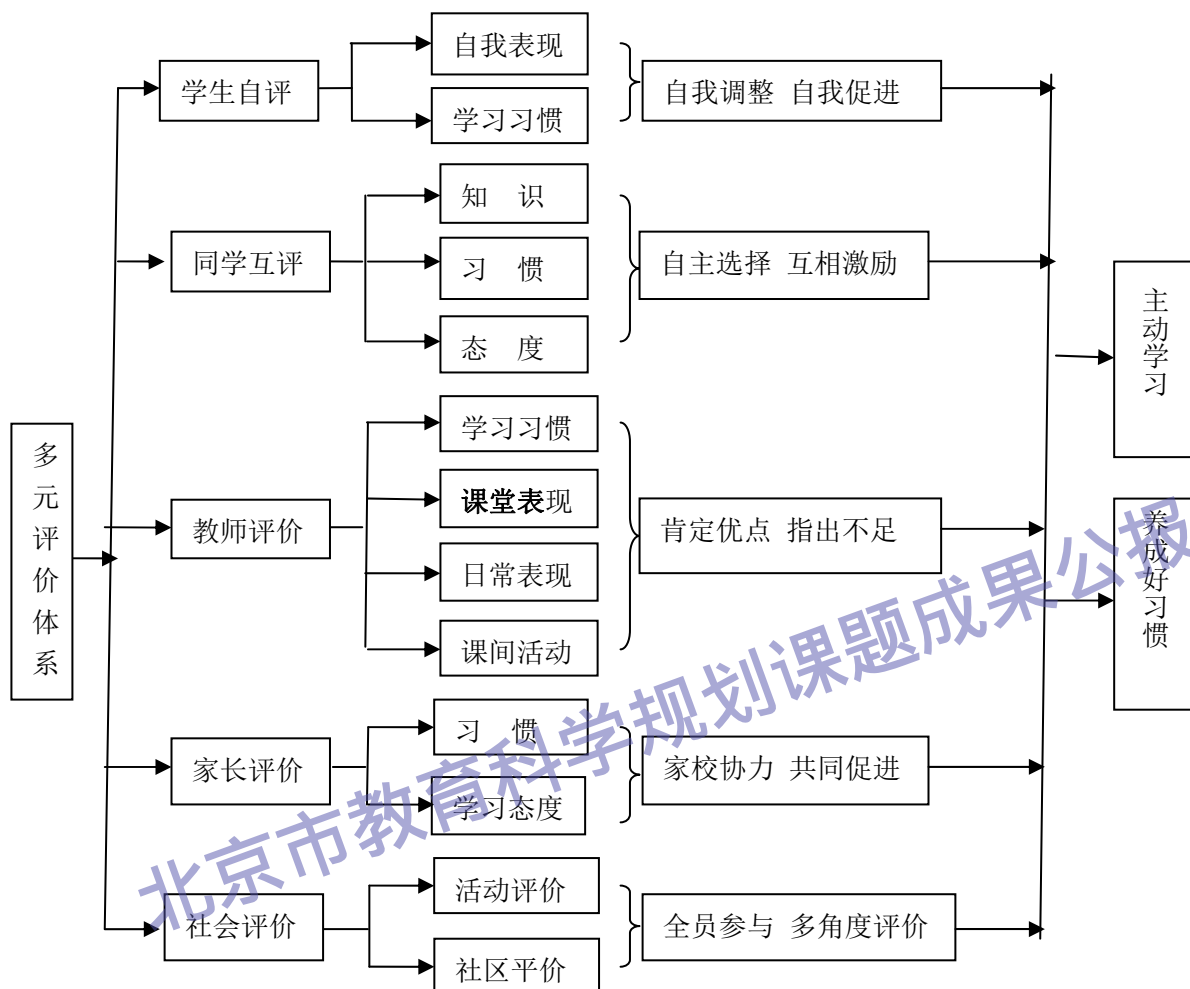 多元评价体系
学生自评
自我表现
学习习惯
自我调整 自我促进
同学互评
知 识
习 惯
态 度
自主选择 互相激励
教师评价
学习习惯
课堂表现
日常表现
课间活动
肯定优点 指出不足
家长评价
习 惯
学习态度
家校协力 共同促进
社会评价
活动评价
社区平价
全员参与 多角度评价
主动学习
养成好习惯
北京市教育科学规划课题成果公报